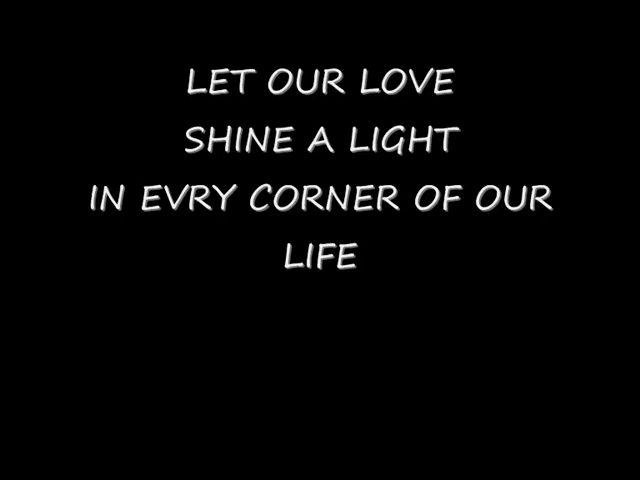 LET OUR LOVE
SHINE A LIGHT
IN EVRY CORNER OF OUR
LIFE